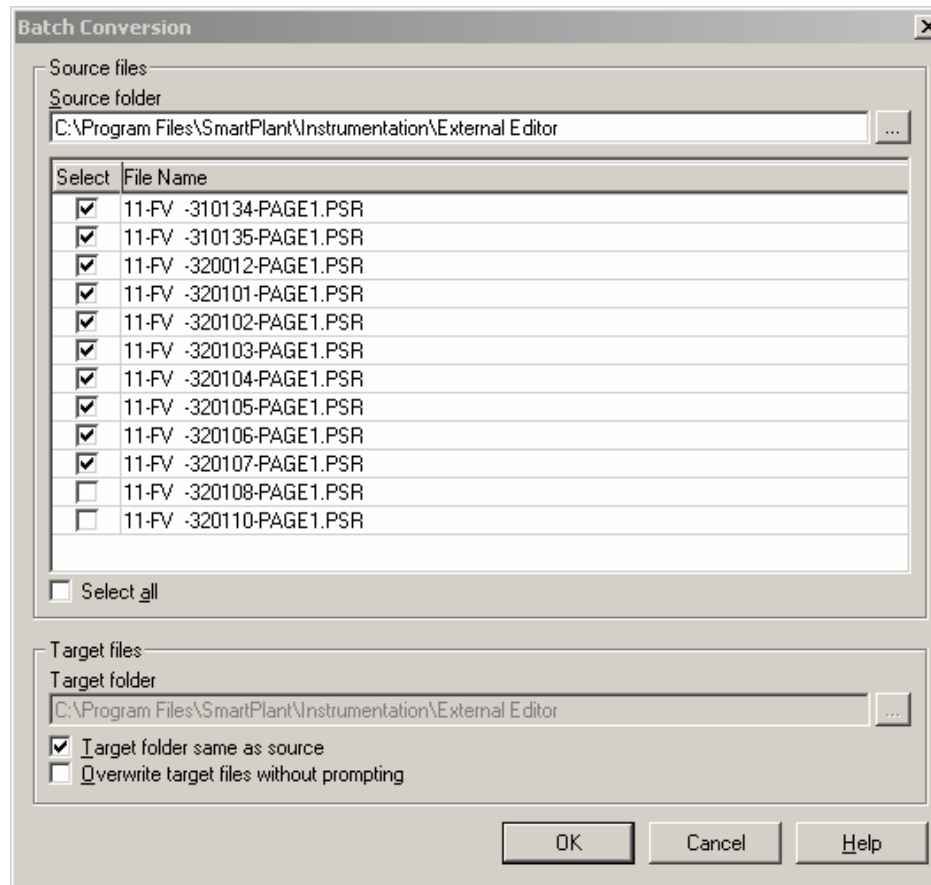 Batch Conversion
Source files
Source folder
C:\Program Files\SmartPlant\Instrumentation\External Editor
...
Select File Name
11-FV  -310134-PAGE1.PSR
11-FV  -310135-PAGE1.PSR
11-FV  -320012-PAGE1.PSR
11-FV  -320101-PAGE1.PSR
11-FV  -320102-PAGE1.PSR
11-FV  -320103-PAGE1.PSR
11-FV  -320104-PAGE1.PSR
11-FV  -320105-PAGE1.PSR
11-FV  -320106-PAGE1.PSR
11-FV  -320107-PAGE1.PSR
11-FV  -320108-PAGE1.PSR
11-FV  -320110-PAGE1.PSR
Select all
Target files
Target folder
C:\Program Files\SmartPlant\Instrumentation\External Editor
...
Target folder same as source
Overwrite target files without prompting
OK Cancel Help